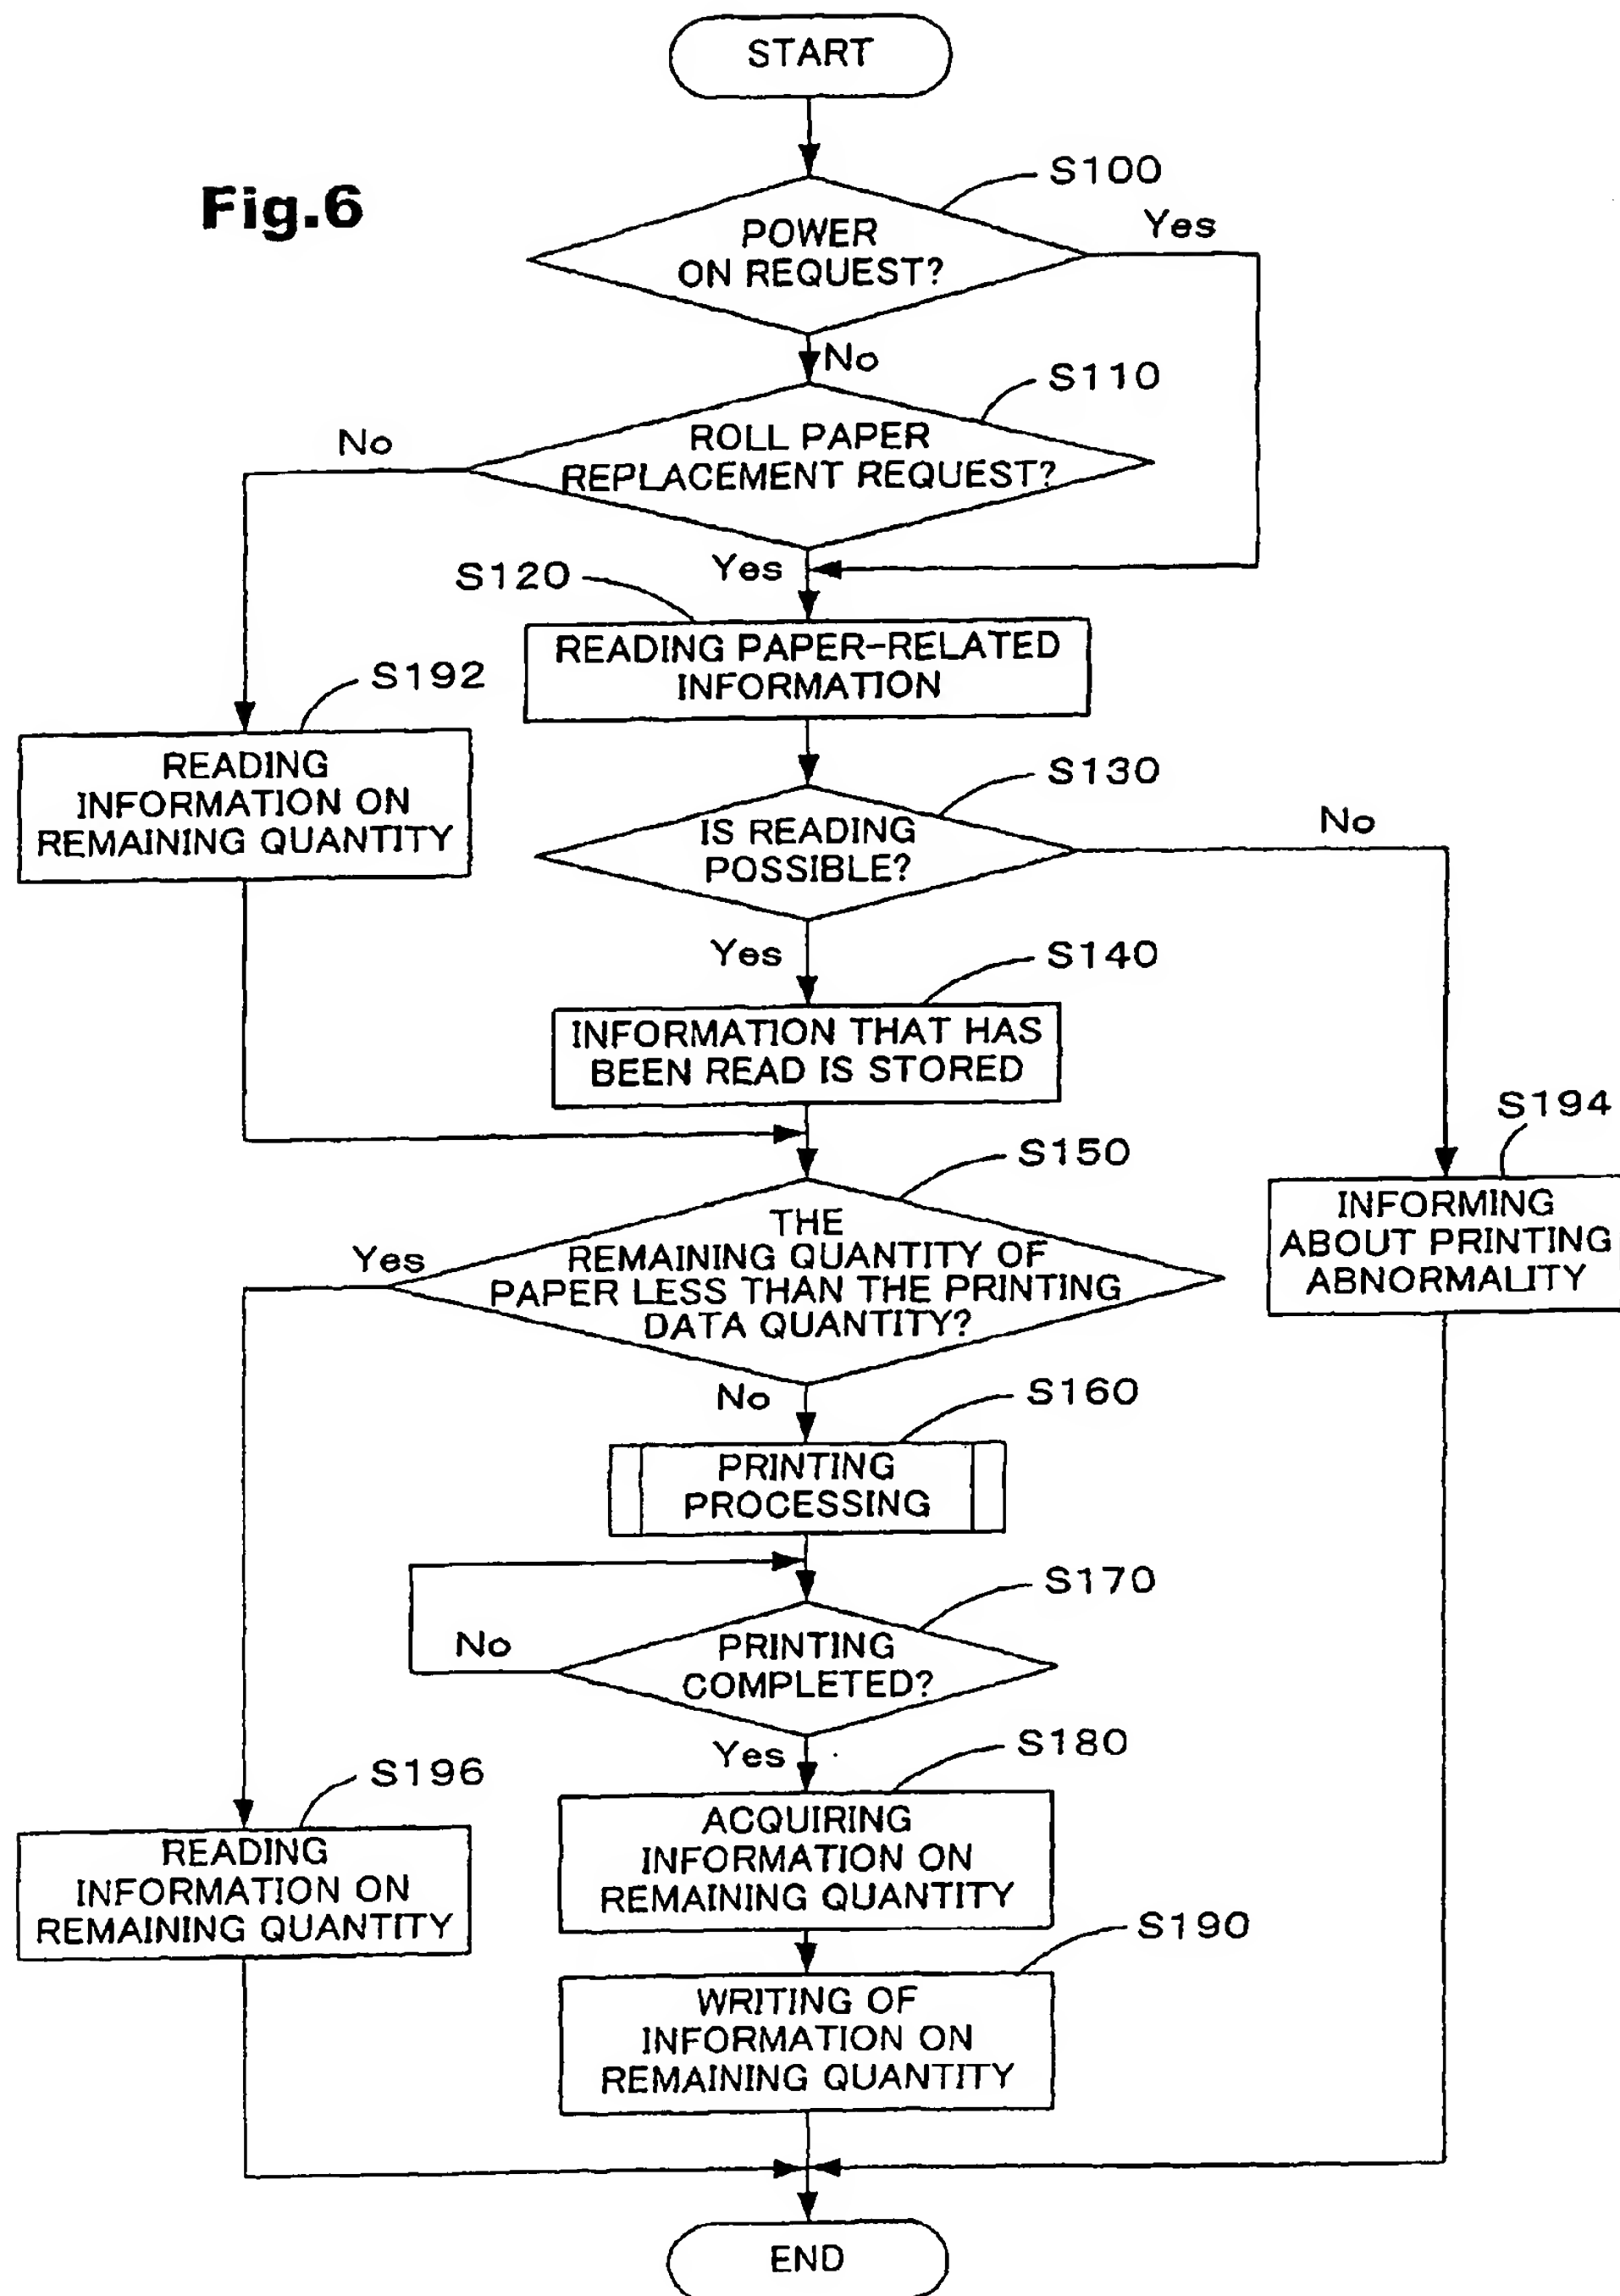 START
Fig.6
S100
POWER
ON REQUEST?
Yes
No
S110
ROLL PAPER
REPLACEMENT REQUEST?
No
Yes
S120
READING PAPER-RELATED
INFORMATION
S192
READING
INFORMATION ON
REMAINING QUANTITY
S130
IS READING
POSSIBLE?
No
Yes
S140
INFORMATION THAT HAS
BEEN READ IS STORED
S194
INFORMING
ABOUT PRINTING
ABNORMALITY
S150
THE
REMAINING QUANTITY OF
PAPER LESS THAN THE PRINTING
DATA QUANTITY?
Yes
No
S160
PRINTING
PROCESSING
S170
PRINTING
COMPLETED?
No
Yes
S180
ACQUIRING
INFORMATION ON
REMAINING QUANTITY
S196
READING
INFORMATION ON
REMAINING QUANTITY
S190
WRITING OF
INFORMATION ON
REMAINING QUANTITY
END